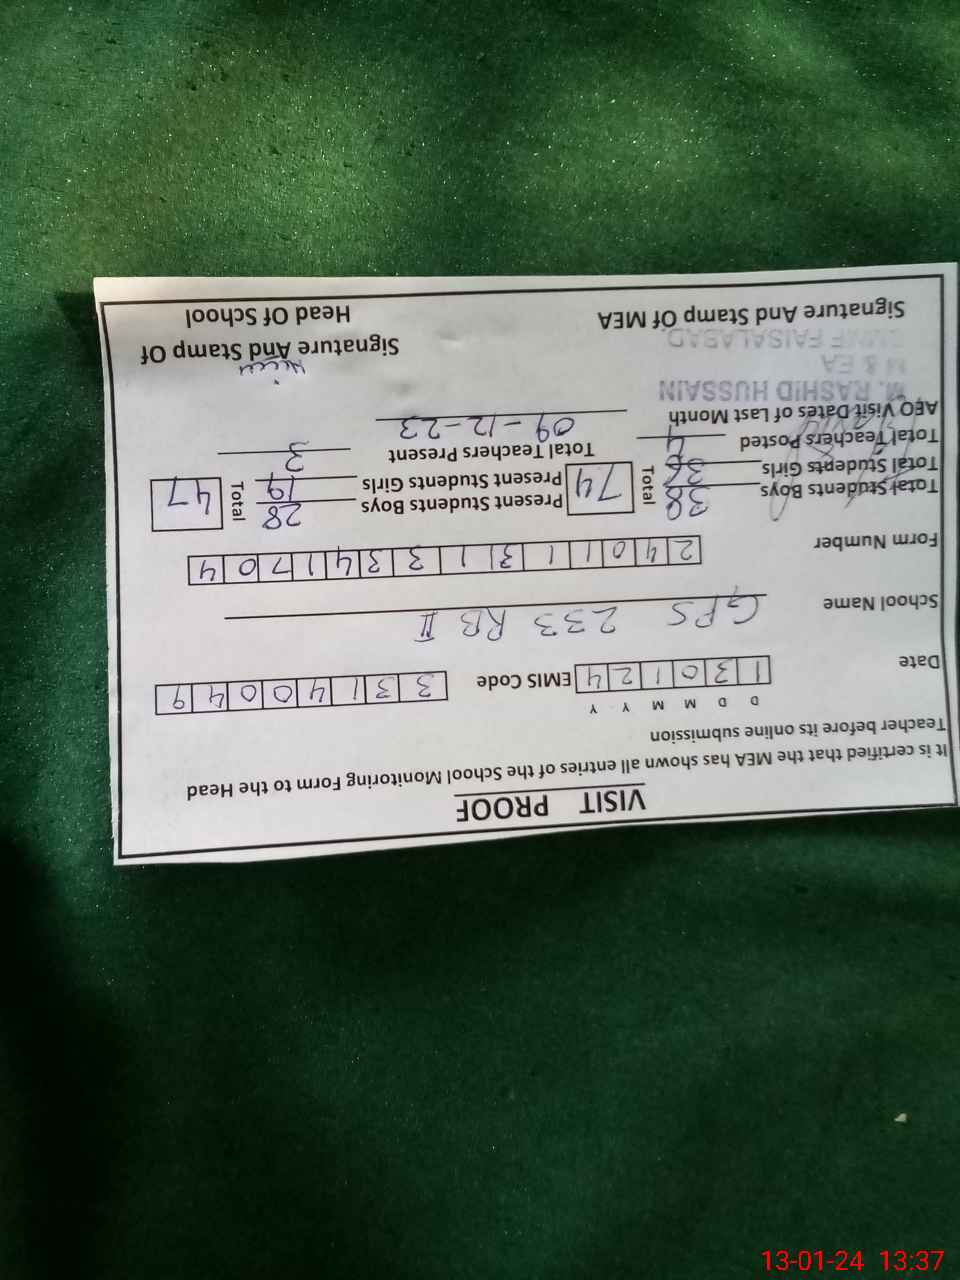 VISIT PROOF
It is certified that the MEA has shown all entries of the School Monitoring Form to the Head
Teacher before its online submission
D D M M Y Y
Date 1 3 0 1 2 4 EMIS Code 3 3 1 4 0 0 4 9
School Name GPS 233 RB II
Form Number 2 4 0 1 1 3 1 3 3 4 1 7 0 4
Total Students Boys 38 Total 74 Present Students Boys 28 Total 47
Total Students Girls 36 Present Students Girls 19
Total Teachers Posted 4 Total Teachers Present 3
AEO Visit Dates of Last Month 09-12-23
M. RASHID HUSSAIN
M & EA
FAISALABAD.
Signature And Stamp Of MEA
Signature And Stamp Of
Head Of School
13-01-24 13:37